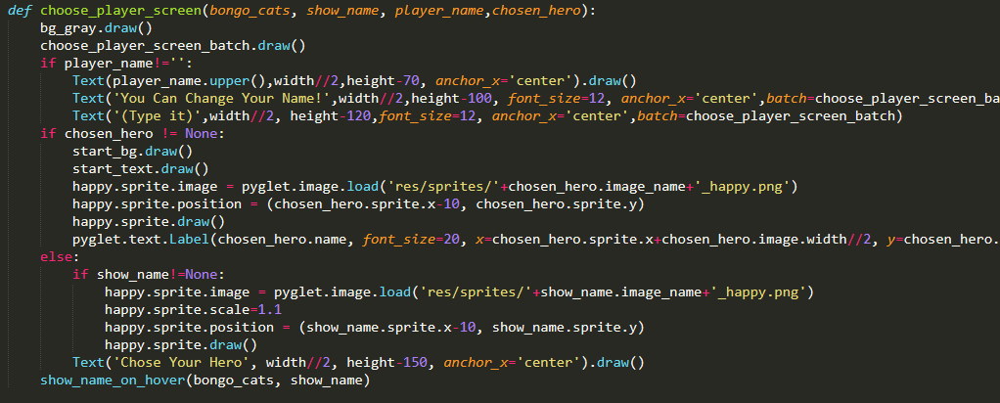 def choose_player_screen(bongo_cats, show_name, player_name,chosen_hero):
    bg_gray.draw()
    choose_player_screen_batch.draw()
    if player_name!='':
        Text(player_name.upper(),width//2,height-70, anchor_x='center').draw()
        Text('You Can Change Your Name!',width//2,height-100, font_size=12, anchor_x='center',batch=choose_player_screen_ba
        Text('(Type it)',width//2, height-120,font_size=12, anchor_x='center',batch=choose_player_screen_batch)
    if chosen_hero != None:
        start_bg.draw()
        start_text.draw()
        happy.sprite.image = pyglet.image.load('res/sprites/'+chosen_hero.image_name+'_happy.png')
        happy.sprite.position = (chosen_hero.sprite.x-10, chosen_hero.sprite.y)
        happy.sprite.draw()
        pyglet.text.Label(chosen_hero.name, font_size=20, x=chosen_hero.sprite.x+chosen_hero.image.width//2, y=chosen_hero.
    else:
        if show_name!=None:
            happy.sprite.image = pyglet.image.load('res/sprites/'+show_name.image_name+'_happy.png')
            happy.sprite.scale=1.1
            happy.sprite.position = (show_name.sprite.x-10, show_name.sprite.y)
            happy.sprite.draw()
        Text('Chose Your Hero', width//2, height-150, anchor_x='center').draw()
    show_name_on_hover(bongo_cats, show_name)